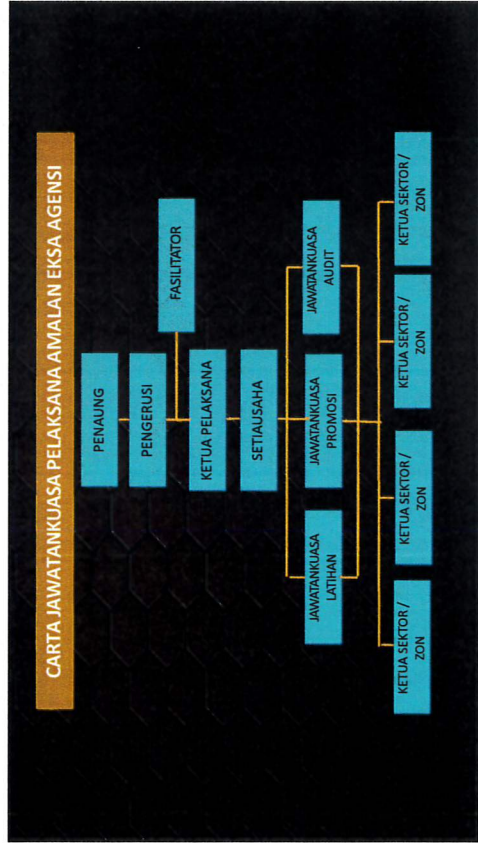 CARTA JAWATANKUASA PELAKSANA AMALAN EKSA AGENSI
PENAUNG
PENGERUSI
FASILITATOR
KETUA PELAKSANA
SETIAUSAHA
JAWATANKUASA
LATIHAN
JAWATANKUASA
PROMOSI
JAWATANKUASA
AUDIT
KETUA SEKTOR /
ZON
KETUA SEKTOR /
ZON
KETUA SEKTOR /
ZON
KETUA SEKTOR /
ZON